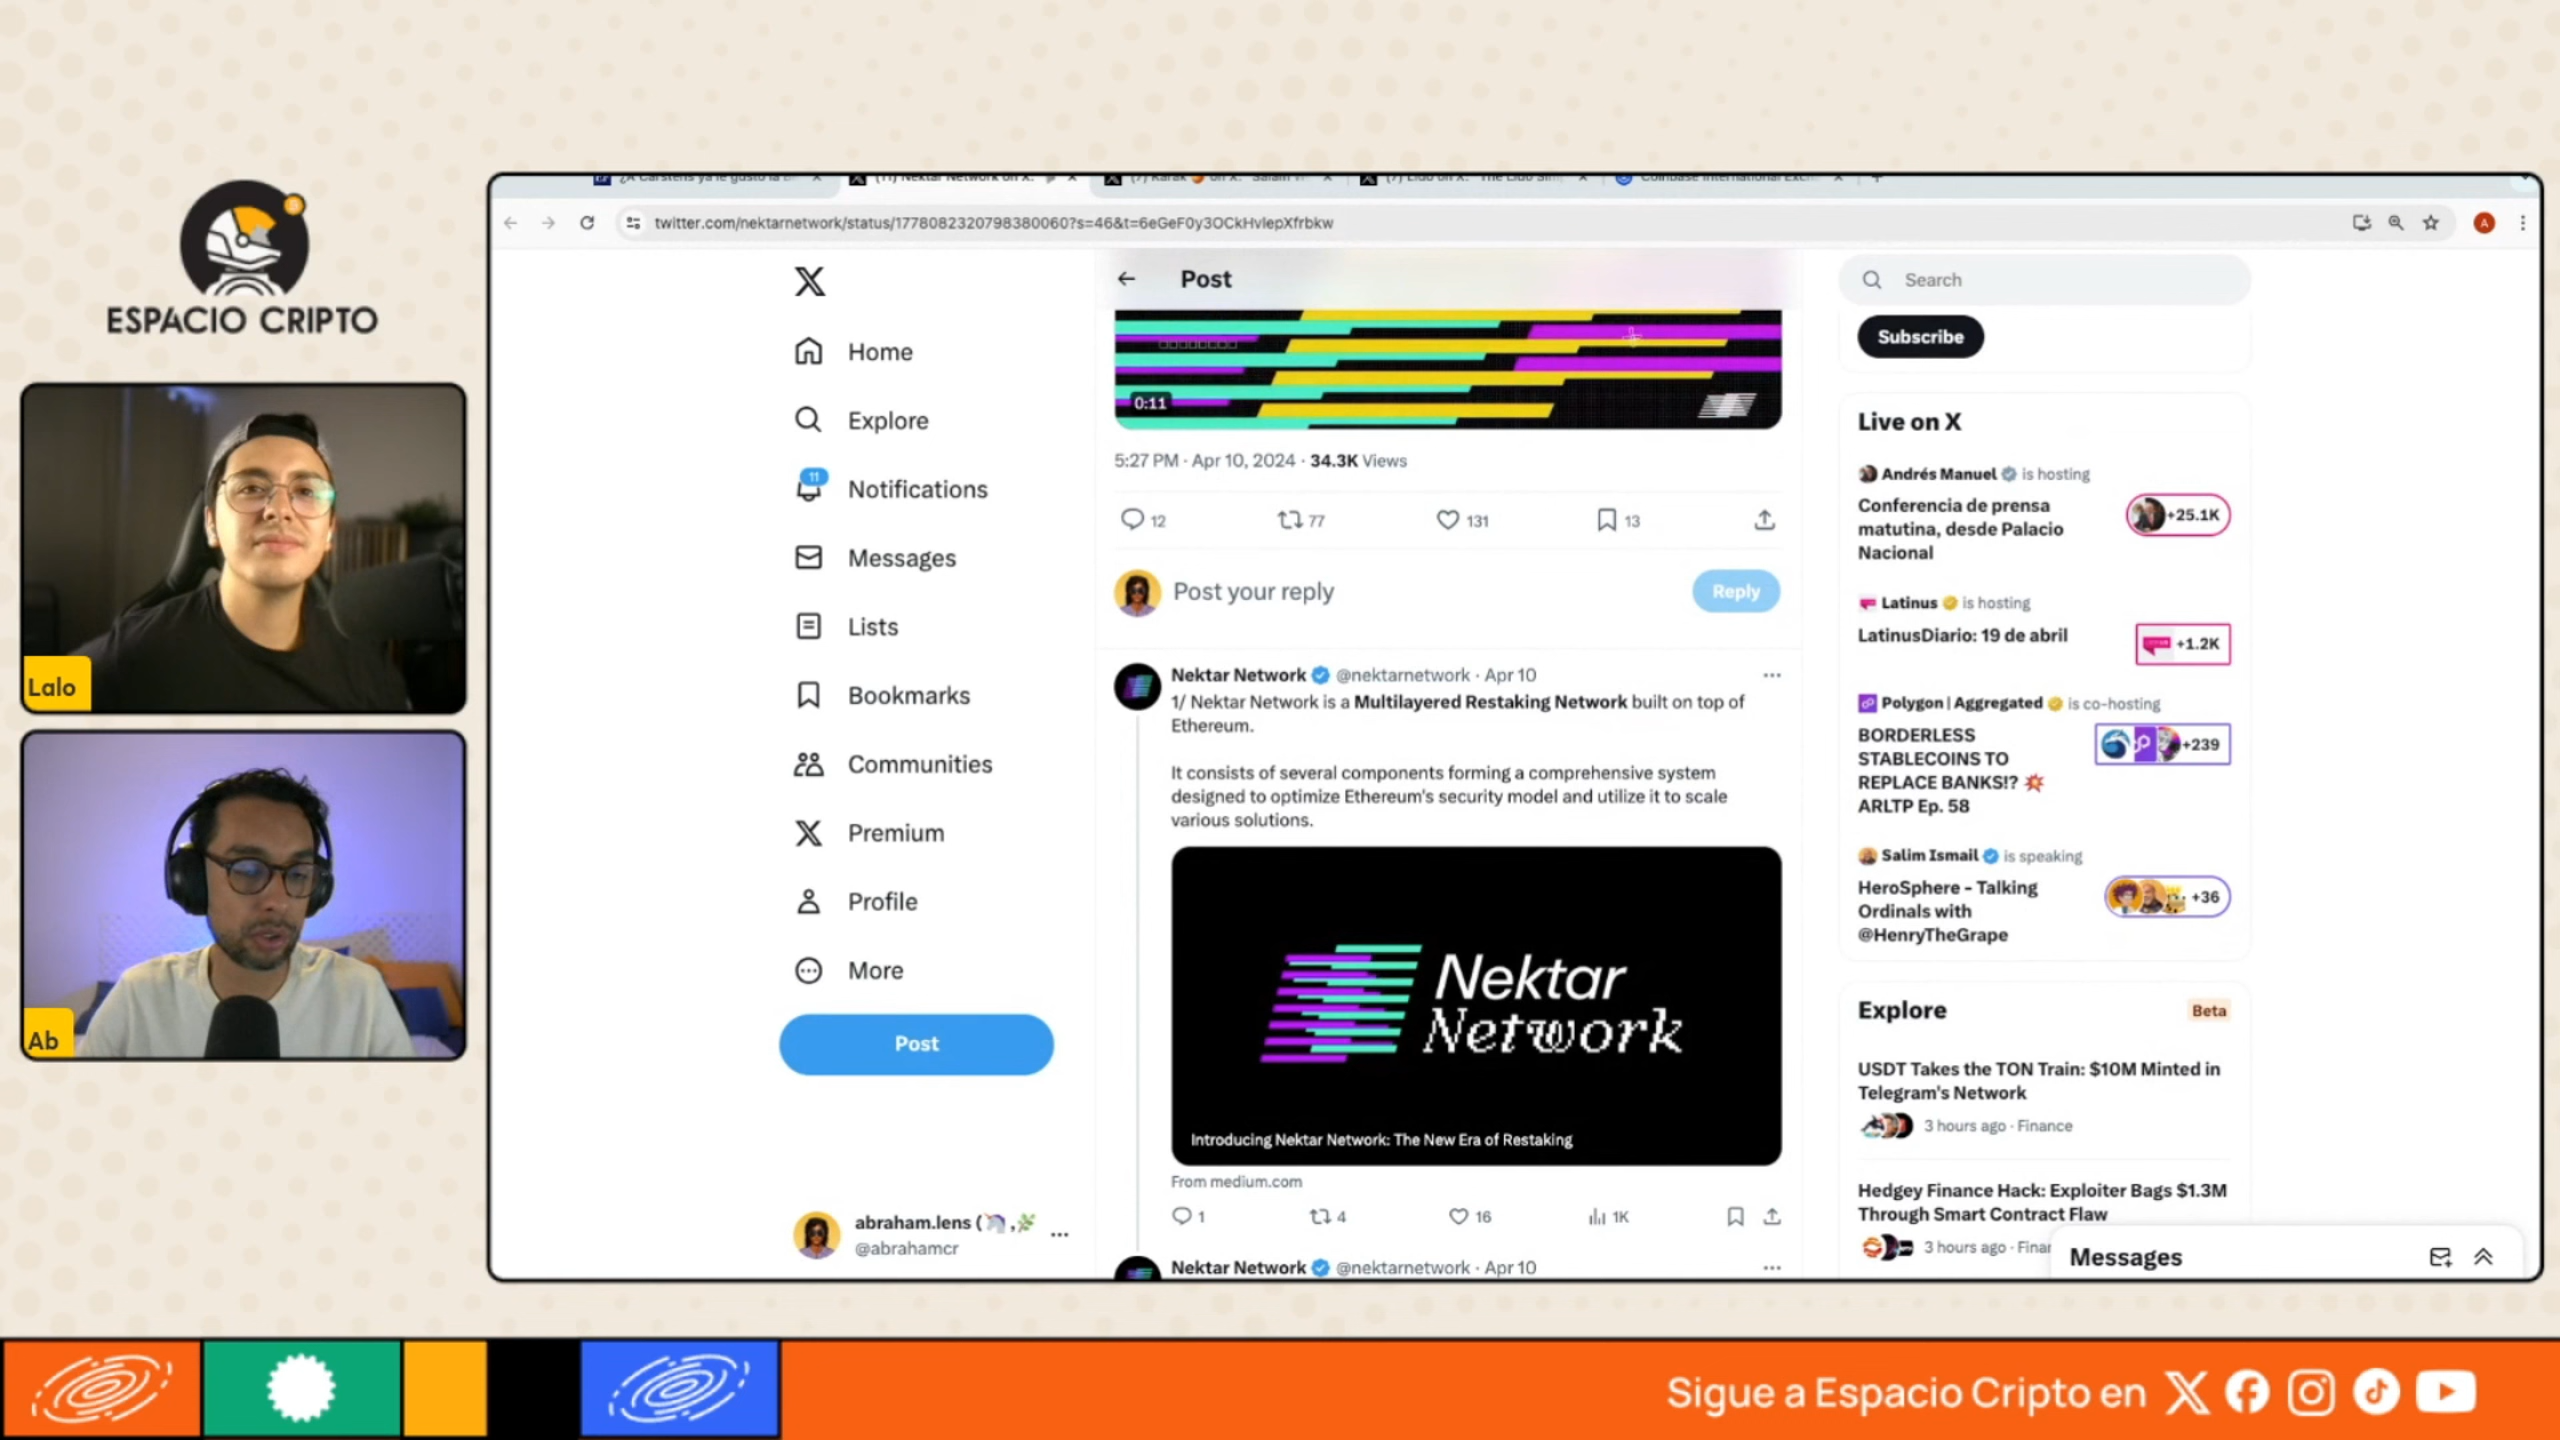 ESPACIO CRIPTO
Lalo
Ab
twitter.com/nektarnetwork/status/1778082320798380060?s=46&t=6eGeF0y3OCkHvIepXfrbkw
A
Home
Explore
11
Notifications
Messages
Lists
Bookmarks
Communities
Premium
Profile
More
Post
abraham.lens (
@abrahamcr
Post
0:11
5:27 PM · Apr 10, 2024 · 34.3K Views
12 77 131 13
Post your reply
Reply
Nektar Network @nektarnetwork · Apr 10
1/ Nektar Network is a Multilayered Restaking Network built on top of
Ethereum.
It consists of several components forming a comprehensive system
designed to optimize Ethereum's security model and utilize it to scale
various solutions.
Nektar
Network
Introducing Nektar Network: The New Era of Restaking
From medium.com
1 4 16 1K
Nektar Network @nektarnetwork · Apr 10
Search
Subscribe
Live on X
Andrés Manuel is hosting
Conferencia de prensa
matutina, desde Palacio
Nacional
+25.1K
Latinus is hosting
LatinusDiario: 19 de abril
+1.2K
Polygon | Aggregated is co-hosting
BORDERLESS
STABLECOINS TO
REPLACE BANKS!?
ARLTP Ep. 58
+239
Salim Ismail is speaking
HeroSphere - Talking
Ordinals with
@HenryTheGrape
+36
Explore
Beta
USDT Takes the TON Train: $10M Minted in
Telegram's Network
3 hours ago · Finance
Hedgey Finance Hack: Exploiter Bags $1.3M
Through Smart Contract Flaw
3 hours ago · Finan
Messages
Sigue a Espacio Cripto en